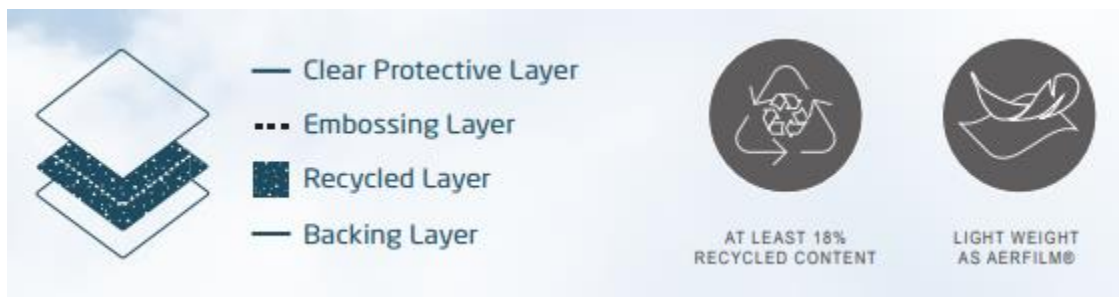 Clear Protective Layer
Embossing Layer
Recycled Layer
Backing Layer
AT LEAST 18%
RECYCLED CONTENT
LIGHT WEIGHT
AS AERFILM®